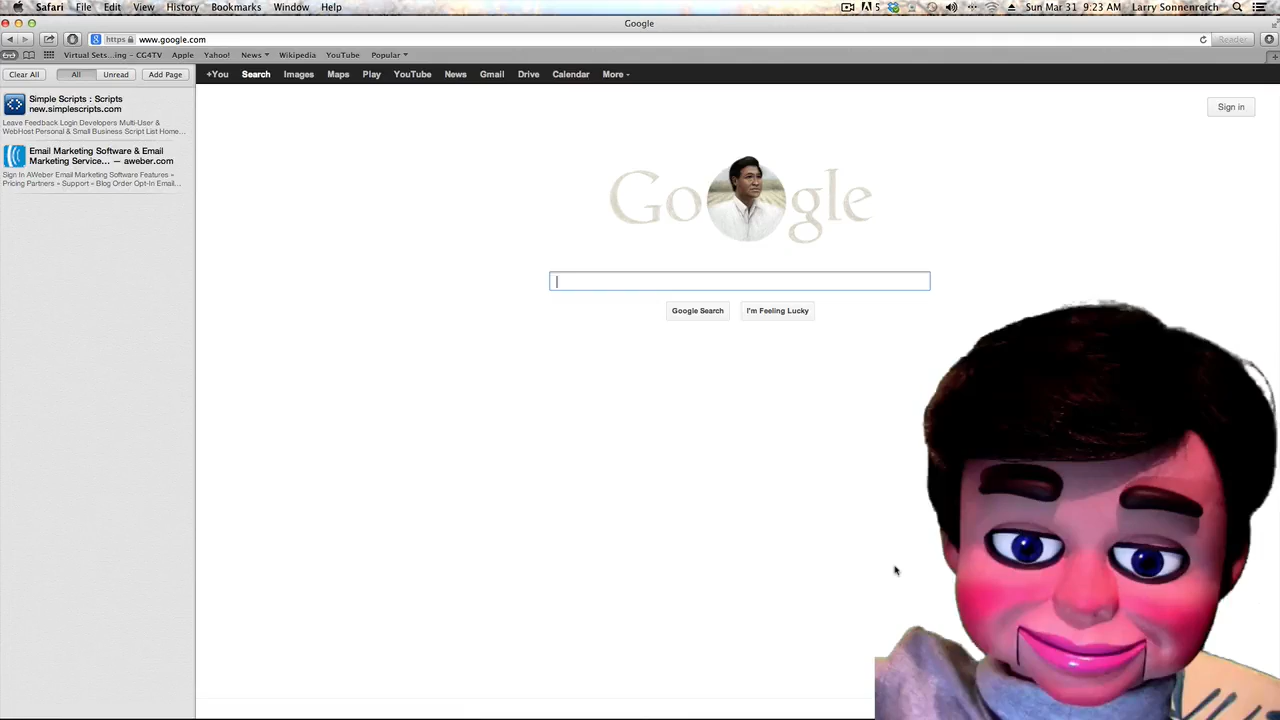 Safari File Edit View History Bookmarks Window Help 5 Sun Mar 31 9:23 AM Larry Sonnenreich
Google
https www.google.com Reader
Virtual Sets...ing – CG4TV Apple Yahoo! News Wikipedia YouTube Popular
Clear All All Unread Add Page
+You Search Images Maps Play YouTube News Gmail Drive Calendar More
Sign in
Simple Scripts : Scripts
new.simplescripts.com
Leave Feedback Login Developers Multi-User &
WebHost Personal & Small Business Script List Home...
Email Marketing Software & Email
Marketing Service... — aweber.com
Sign In AWeber Email Marketing Software Features »
Pricing Partners » Support » Blog Order Opt-In Email...
Google
Google Search I'm Feeling Lucky